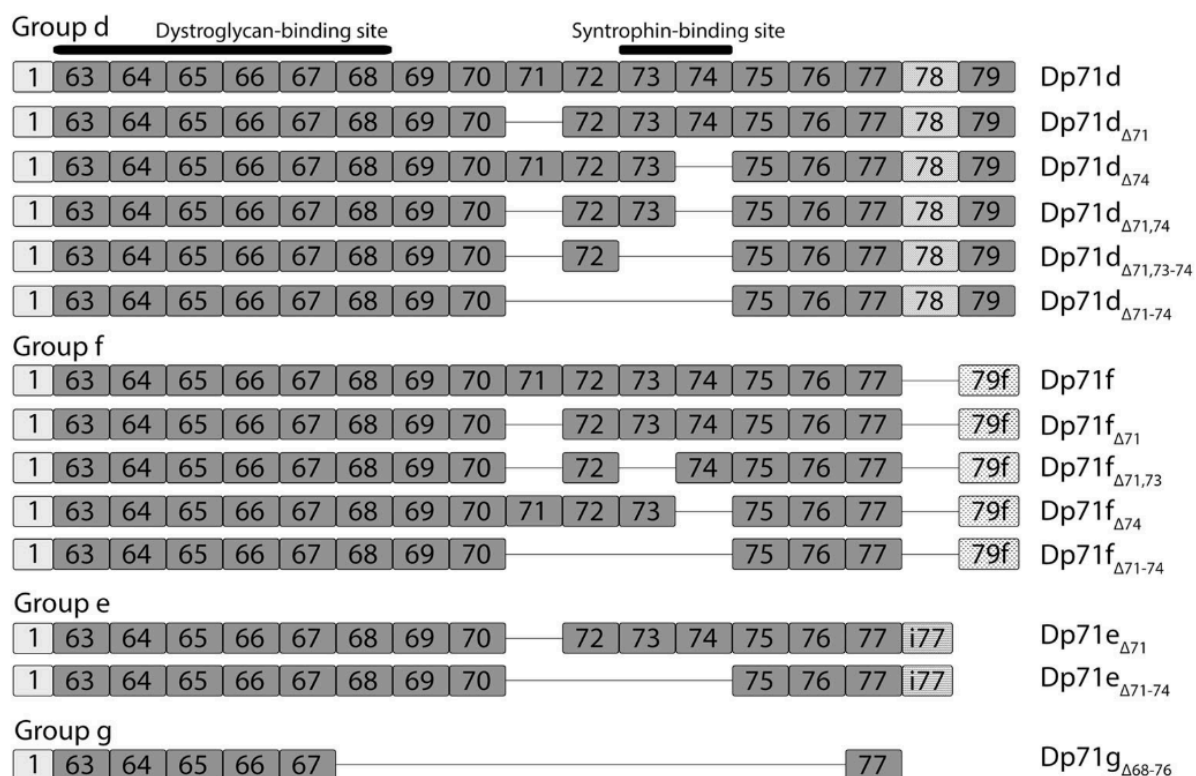 Group d
Dystroglycan-binding site Syntrophin-binding site
1 63 64 65 66 67 68 69 70 71 72 73 74 75 76 77 78 79 Dp71d
1 63 64 65 66 67 68 69 70 72 73 74 75 76 77 78 79 Dp71dΔ71
1 63 64 65 66 67 68 69 70 71 72 73 75 76 77 78 79 Dp71dΔ74
1 63 64 65 66 67 68 69 70 72 73 75 76 77 78 79 Dp71dΔ71,74
1 63 64 65 66 67 68 69 70 72 75 76 77 78 79 Dp71dΔ71,73-74
1 63 64 65 66 67 68 69 70 75 76 77 78 79 Dp71dΔ71-74
Group f
1 63 64 65 66 67 68 69 70 71 72 73 74 75 76 77 79f Dp71f
1 63 64 65 66 67 68 69 70 72 73 74 75 76 77 79f Dp71fΔ71
1 63 64 65 66 67 68 69 70 72 74 75 76 77 79f Dp71fΔ71,73
1 63 64 65 66 67 68 69 70 71 72 73 75 76 77 79f Dp71fΔ74
1 63 64 65 66 67 68 69 70 75 76 77 79f Dp71fΔ71-74
Group e
1 63 64 65 66 67 68 69 70 72 73 74 75 76 77 i77 Dp71eΔ71
1 63 64 65 66 67 68 69 70 75 76 77 i77 Dp71eΔ71-74
Group g
1 63 64 65 66 67 77 Dp71gΔ68-76